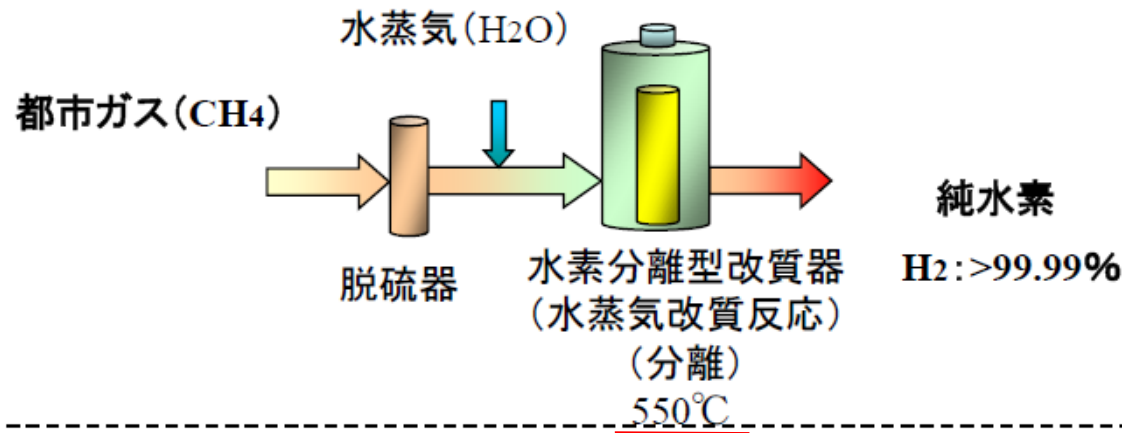 水蒸気（H2O）
都市ガス（CH4）
純水素
H2：>99.99％
脱硫器
水素分離型改質器
（水蒸気改質反応）
（分離）
550℃